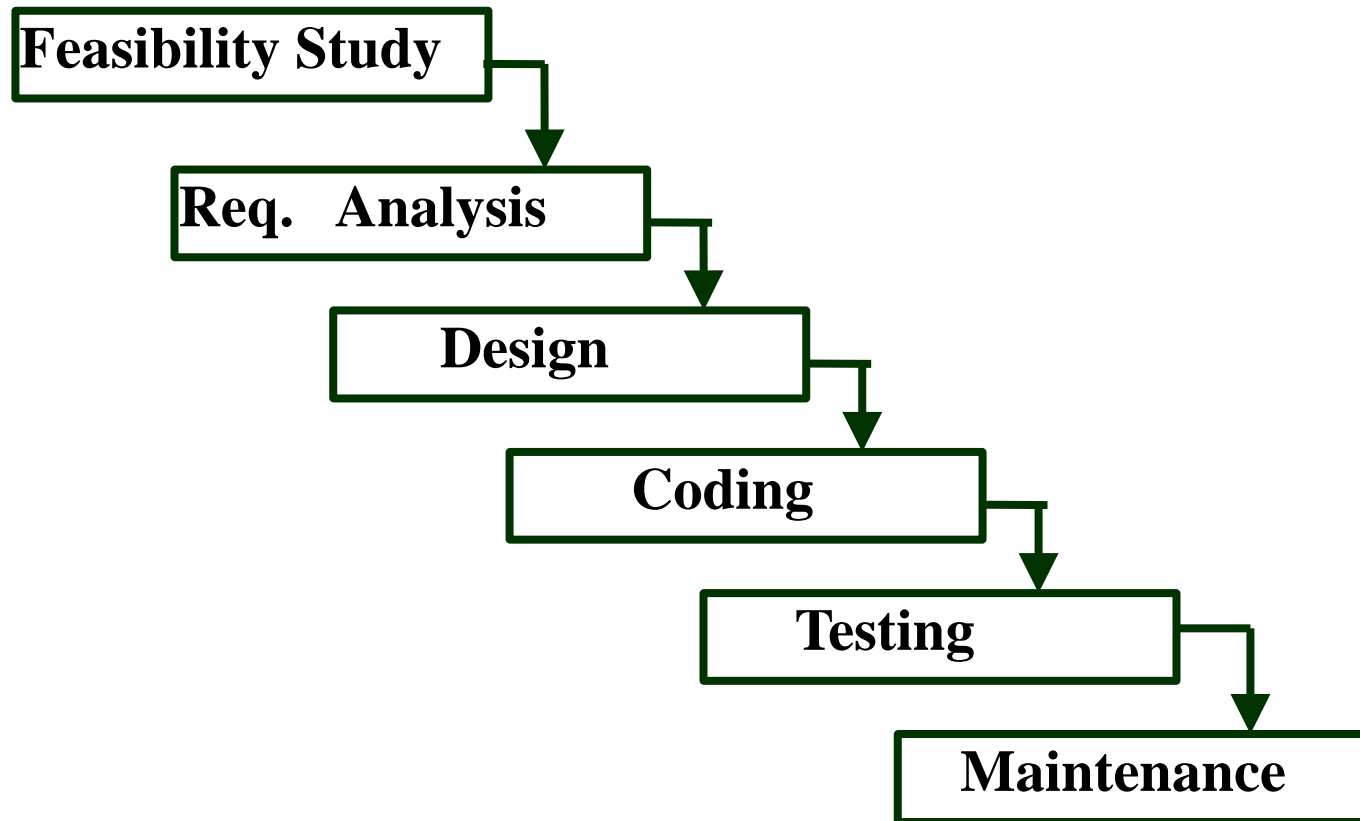 Feasibility Study
Req. Analysis
Design
Coding
Testing
Maintenance